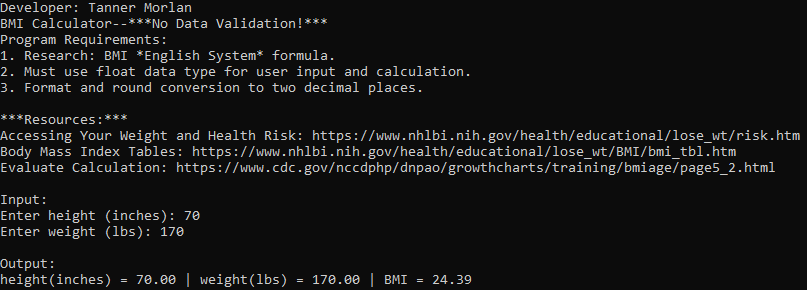 Developer: Tanner Morlan
BMI Calculator--***No Data Validation!***
Program Requirements:
1. Research: BMI *English System* formula.
2. Must use float data type for user input and calculation.
3. Format and round conversion to two decimal places.
***Resources:***
Accessing Your Weight and Health Risk: https://www.nhlbi.nih.gov/health/educational/lose_wt/risk.htm
Body Mass Index Tables: https://www.nhlbi.nih.gov/health/educational/lose_wt/BMI/bmi_tbl.htm
Evaluate Calculation: https://www.cdc.gov/nccdphp/dnpao/growthcharts/training/bmiage/page5_2.html
Input:
Enter height (inches): 70
Enter weight (lbs): 170
Output:
height(inches) = 70.00 | weight(lbs) = 170.00 | BMI = 24.39